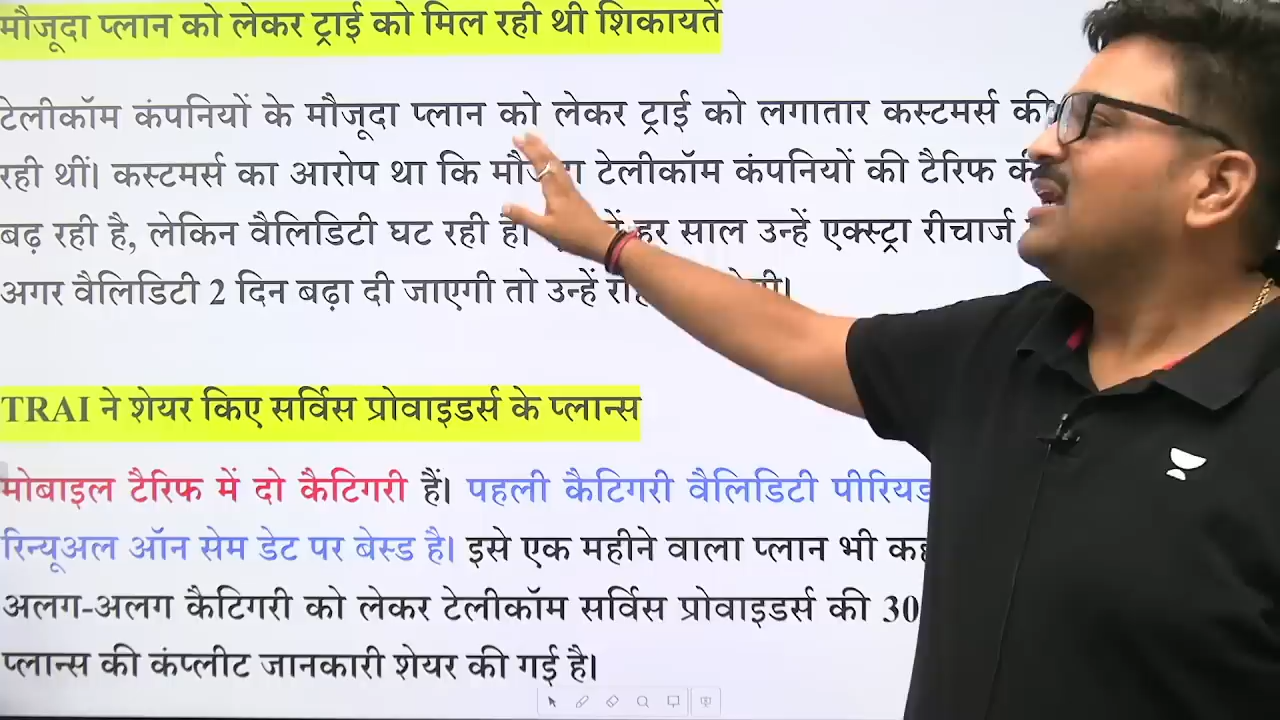 मौजूदा प्लान को लेकर ट्राई को मिल रही थी शिकायतें
टेलीकॉम कंपनियों के मौजूदा प्लान को लेकर ट्राई को लगातार कस्टमर्स की
रही थीं। कस्टमर्स का आरोप था कि टेलीकॉम कंपनियों की टैरिफ
बढ़ रही है, लेकिन वैलिडिटी घट रही हर साल उन्हें एक्स्ट्रा रीचार्ज
अगर वैलिडिटी 2 दिन बढ़ा दी जाएगी तो उन्हें
TRAI ने शेयर किए सर्विस प्रोवाइडर्स के प्लान्स
मोबाइल टैरिफ में दो कैटिगरी हैं। पहली कैटिगरी वैलिडिटी
रिन्यूअल ऑन सेम डेट पर बेस्ड है। इसे एक महीने वाला प्लान भी
अलग-अलग कैटिगरी को लेकर टेलीकॉम सर्विस प्रोवाइडर्स की 30
प्लान्स की कंप्लीट जानकारी शेयर की गई है।